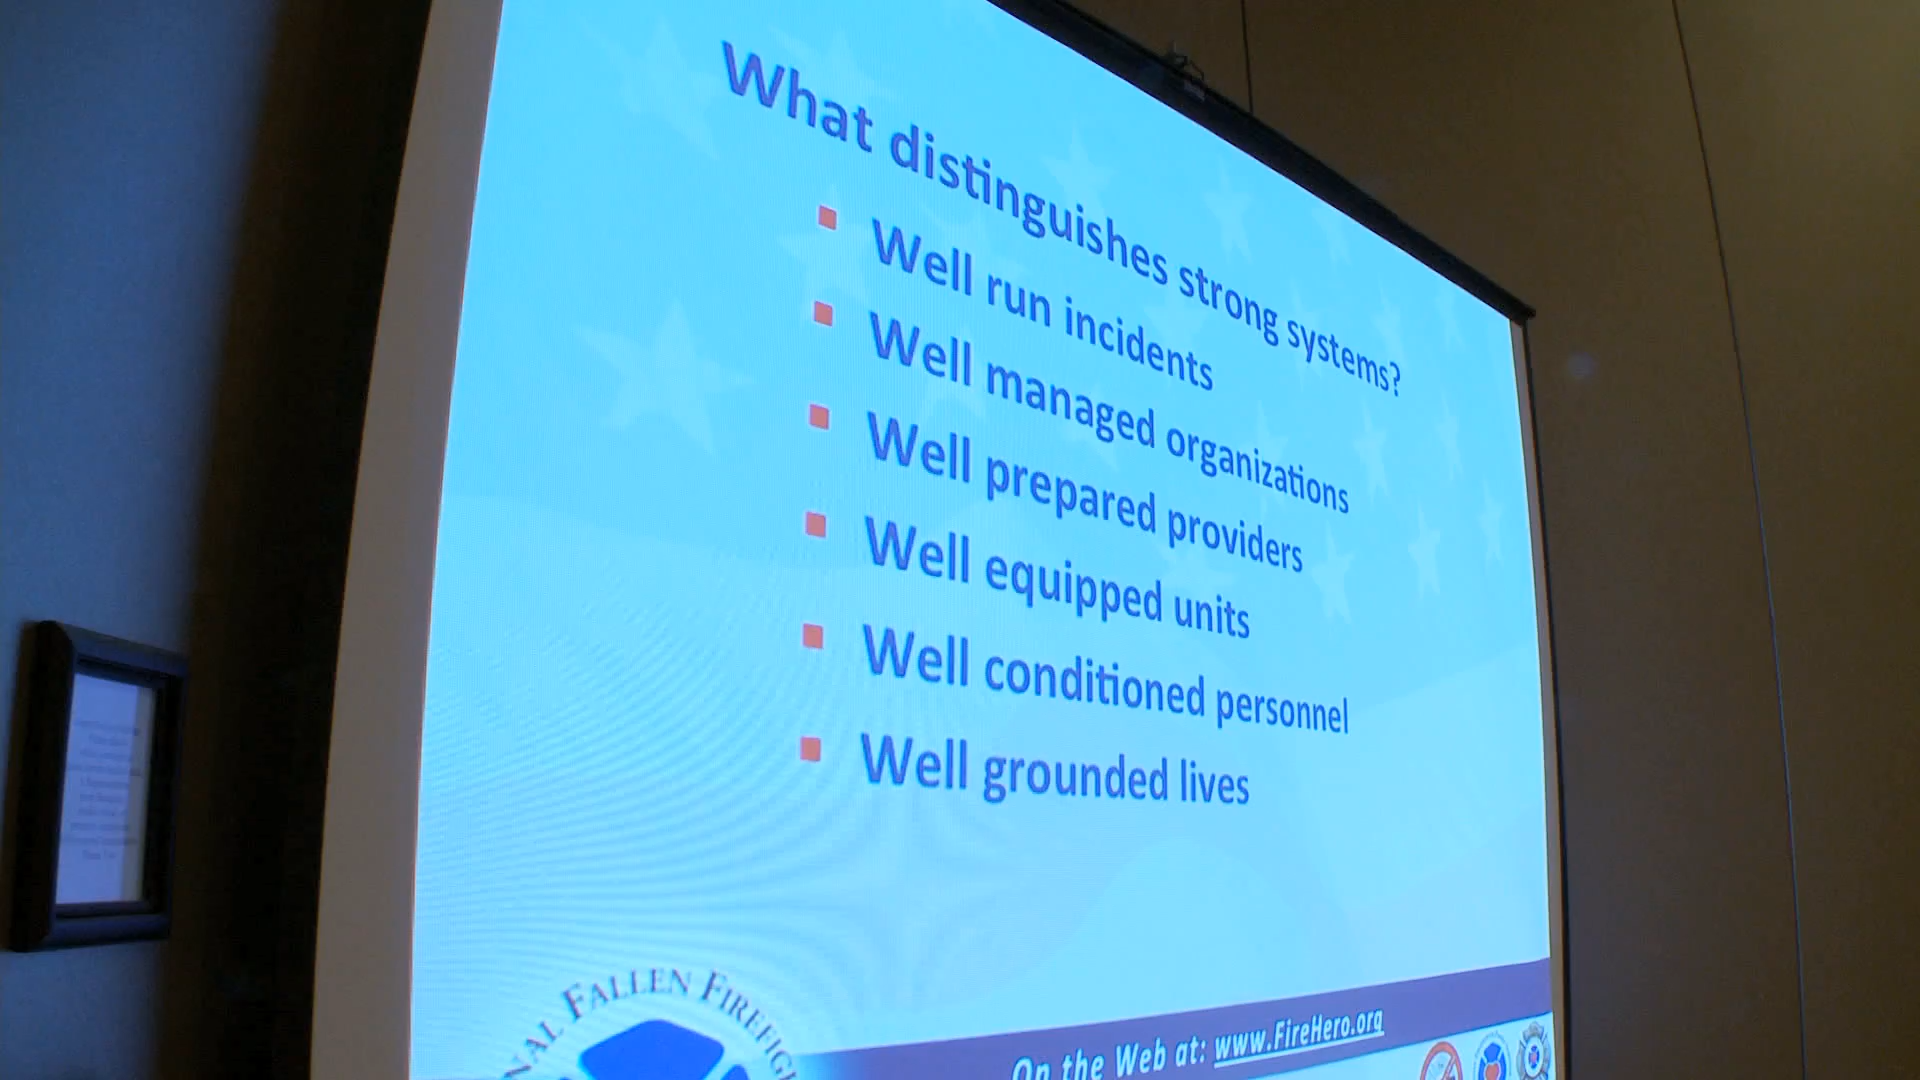 What distinguishes strong systems?
Well run incidents
Well managed organizations
Well prepared providers
Well equipped units
Well conditioned personnel
Well grounded lives
NAL FALLEN FIREFIGH
On the Web at: www.FireHero.org